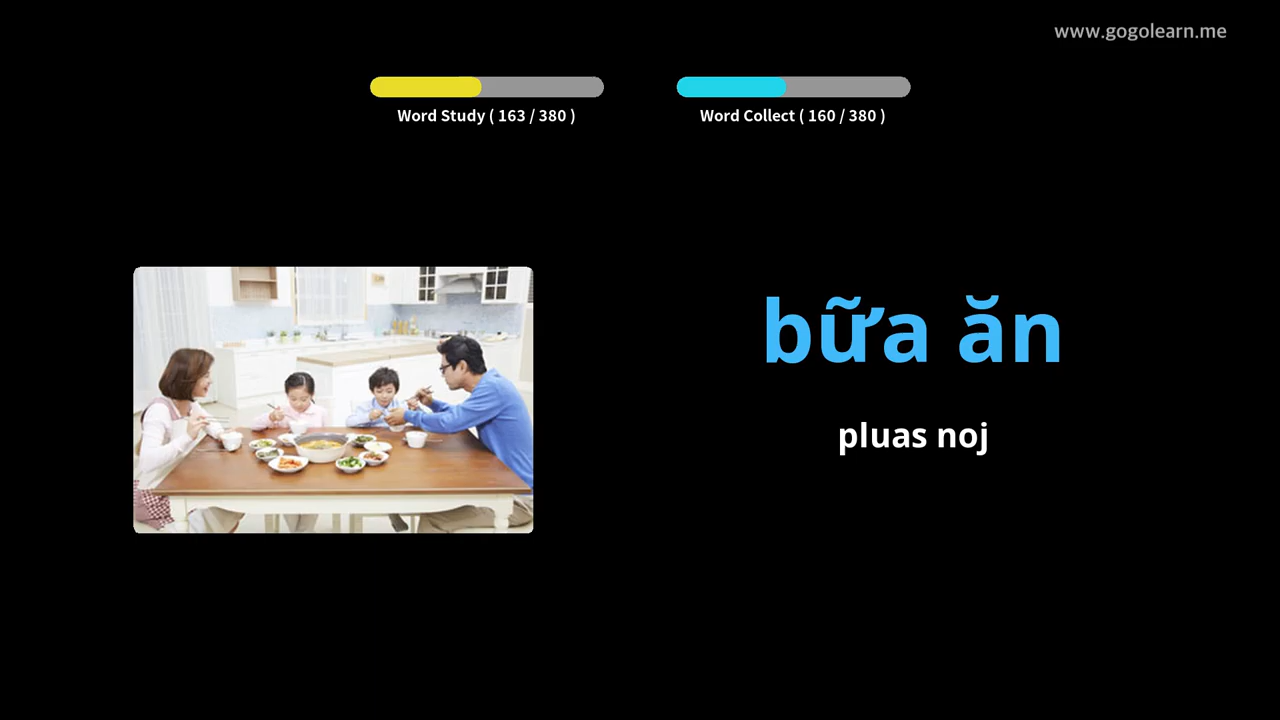 www.gogolearn.me
Word Study ( 163 / 380 )
Word Collect ( 160 / 380 )
bữa ăn
pluas noj